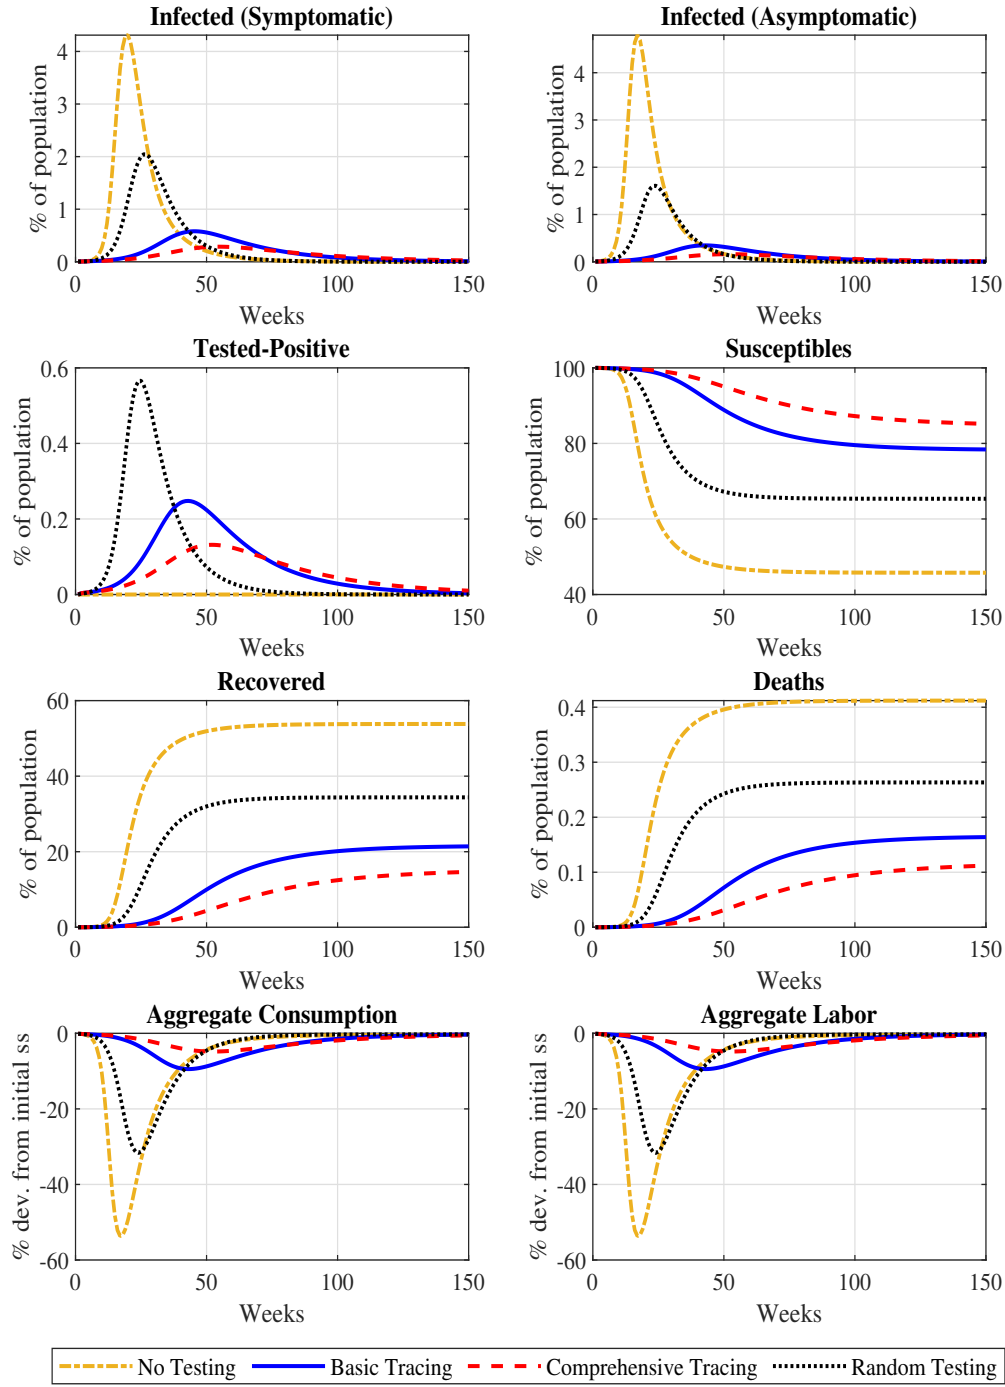 Infected (Symptomatic)
% of population
4
3
2
1
0
0 50 100 150
Weeks
Infected (Asymptomatic)
% of population
4
3
2
1
0
0 50 100 150
Weeks
Tested-Positive
% of population
0.6
0.4
0.2
0
0 50 100 150
Weeks
Susceptibles
% of population
100
80
60
40
0 50 100 150
Weeks
Recovered
% of population
60
40
20
0
0 50 100 150
Weeks
Deaths
% of population
0.4
0.3
0.2
0.1
0
0 50 100 150
Weeks
Aggregate Consumption
% dev. from initial ss
0
-20
-40
-60
0 50 100 150
Weeks
Aggregate Labor
% dev. from initial ss
0
-20
-40
-60
0 50 100 150
Weeks
No Testing Basic Tracing Comprehensive Tracing Random Testing